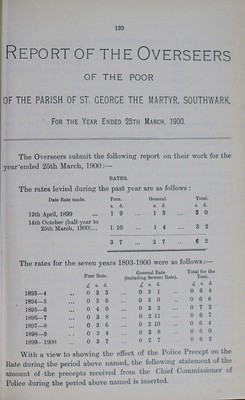 139
REPORT OF THE OVERSEERS
OF THE POOR
OF THE PARISH OF ST. GEORGE THE MARTYR, SOUTHWARK,
FOR THE YEAR ENDED 25TH MARCH, 1900.
The Overseers submit the following report on their work for the
year ended 25th March, 1900:—
RATES.
The rates levied during the past year are as follows:
Date Rate made. Poor. General Total.
s. d. s. d. s. d.
12th April, 1899 ... 1 9 ... 1 3 ... 3 0
14th October (half-year to
25th March, 1900)... 1 10 ... 1 4 ... 3 2
3 7 ... 2 7 ... 6 2
The rates for the seven years 1893-1900 were as follows:—
Poor Rate. General Rate (including Sewers Rate). Total for the Year.
£ s. d. £ s. d. £ s. d.
1893—4 ... 0 3 3 ... 0 3 1 ... 0 6 4
1894—5 ... 0 3 6 ... 0 3 0 ... 0 6 6
1895—6 ... 0 4 0 ... 0 3 2 ... 0 7 2
1896—7 ... 0 3 8 ... 0 2 11 ... 0 6 7
1897—8 ... 0 3 6 ... 0 2 10 ... 0 6 4
1898—9 ... 0 3 4 ... 0 2 8 ... 0 6 0
1899—1900 ... 0 3 7 ... 0 2 7 ... 0 6 2
With a view to showing the effect of the Police Precept on the
Rate during the period above named, the following statement of the
amount of the precepts received from the Chief Commissioner of
Police during the period above named is inserted.